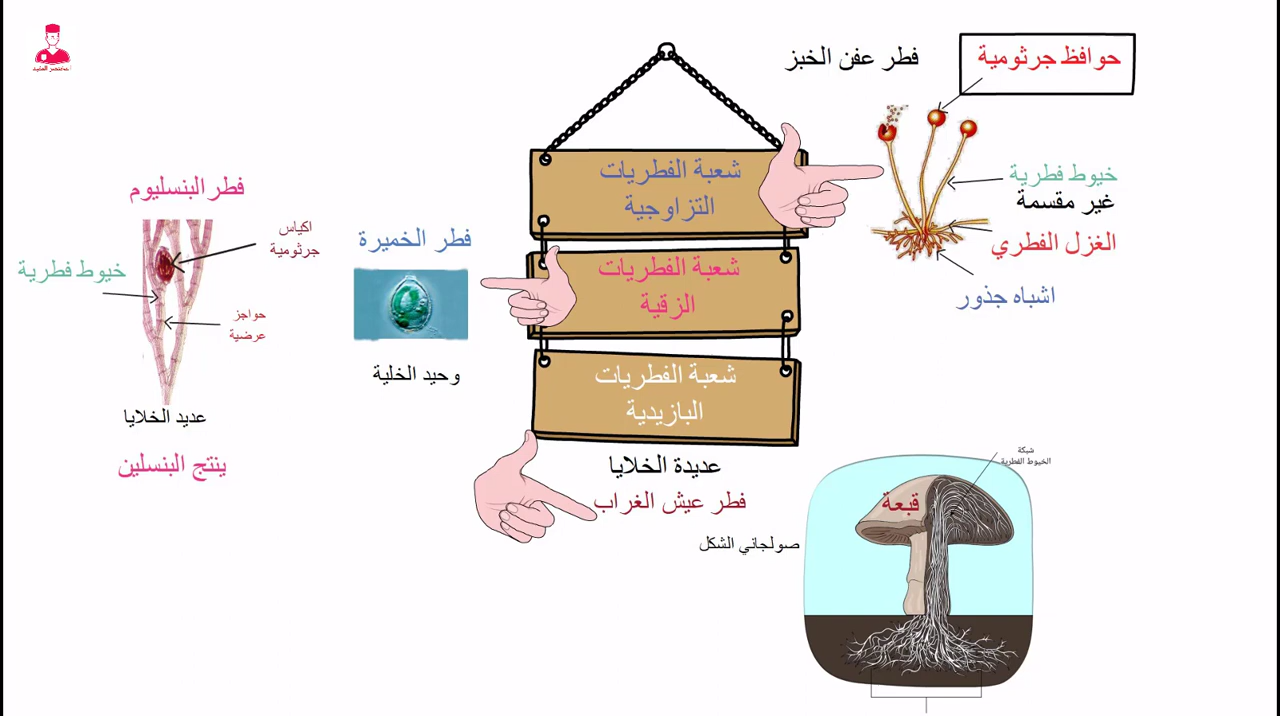 حوافظ جرثومية
فطر عفن الخبز
خيوط فطرية
غير مقسمة
الغزل الفطري
اشباه جذور
شعبة الفطريات
التزاوجية
شعبة الفطريات
الزقية
شعبة الفطريات
البازيدية
عديدة الخلايا
فطر عيش الغراب
صولجاني الشكل
فطر الخميرة
وحيد الخلية
فطر البنسليوم
اكياس
جرثومية
خيوط فطرية
حواجز
عرضية
عديد الخلايا
ينتج البنسلين
شبكة
الخيوط الفطرية
قبعة